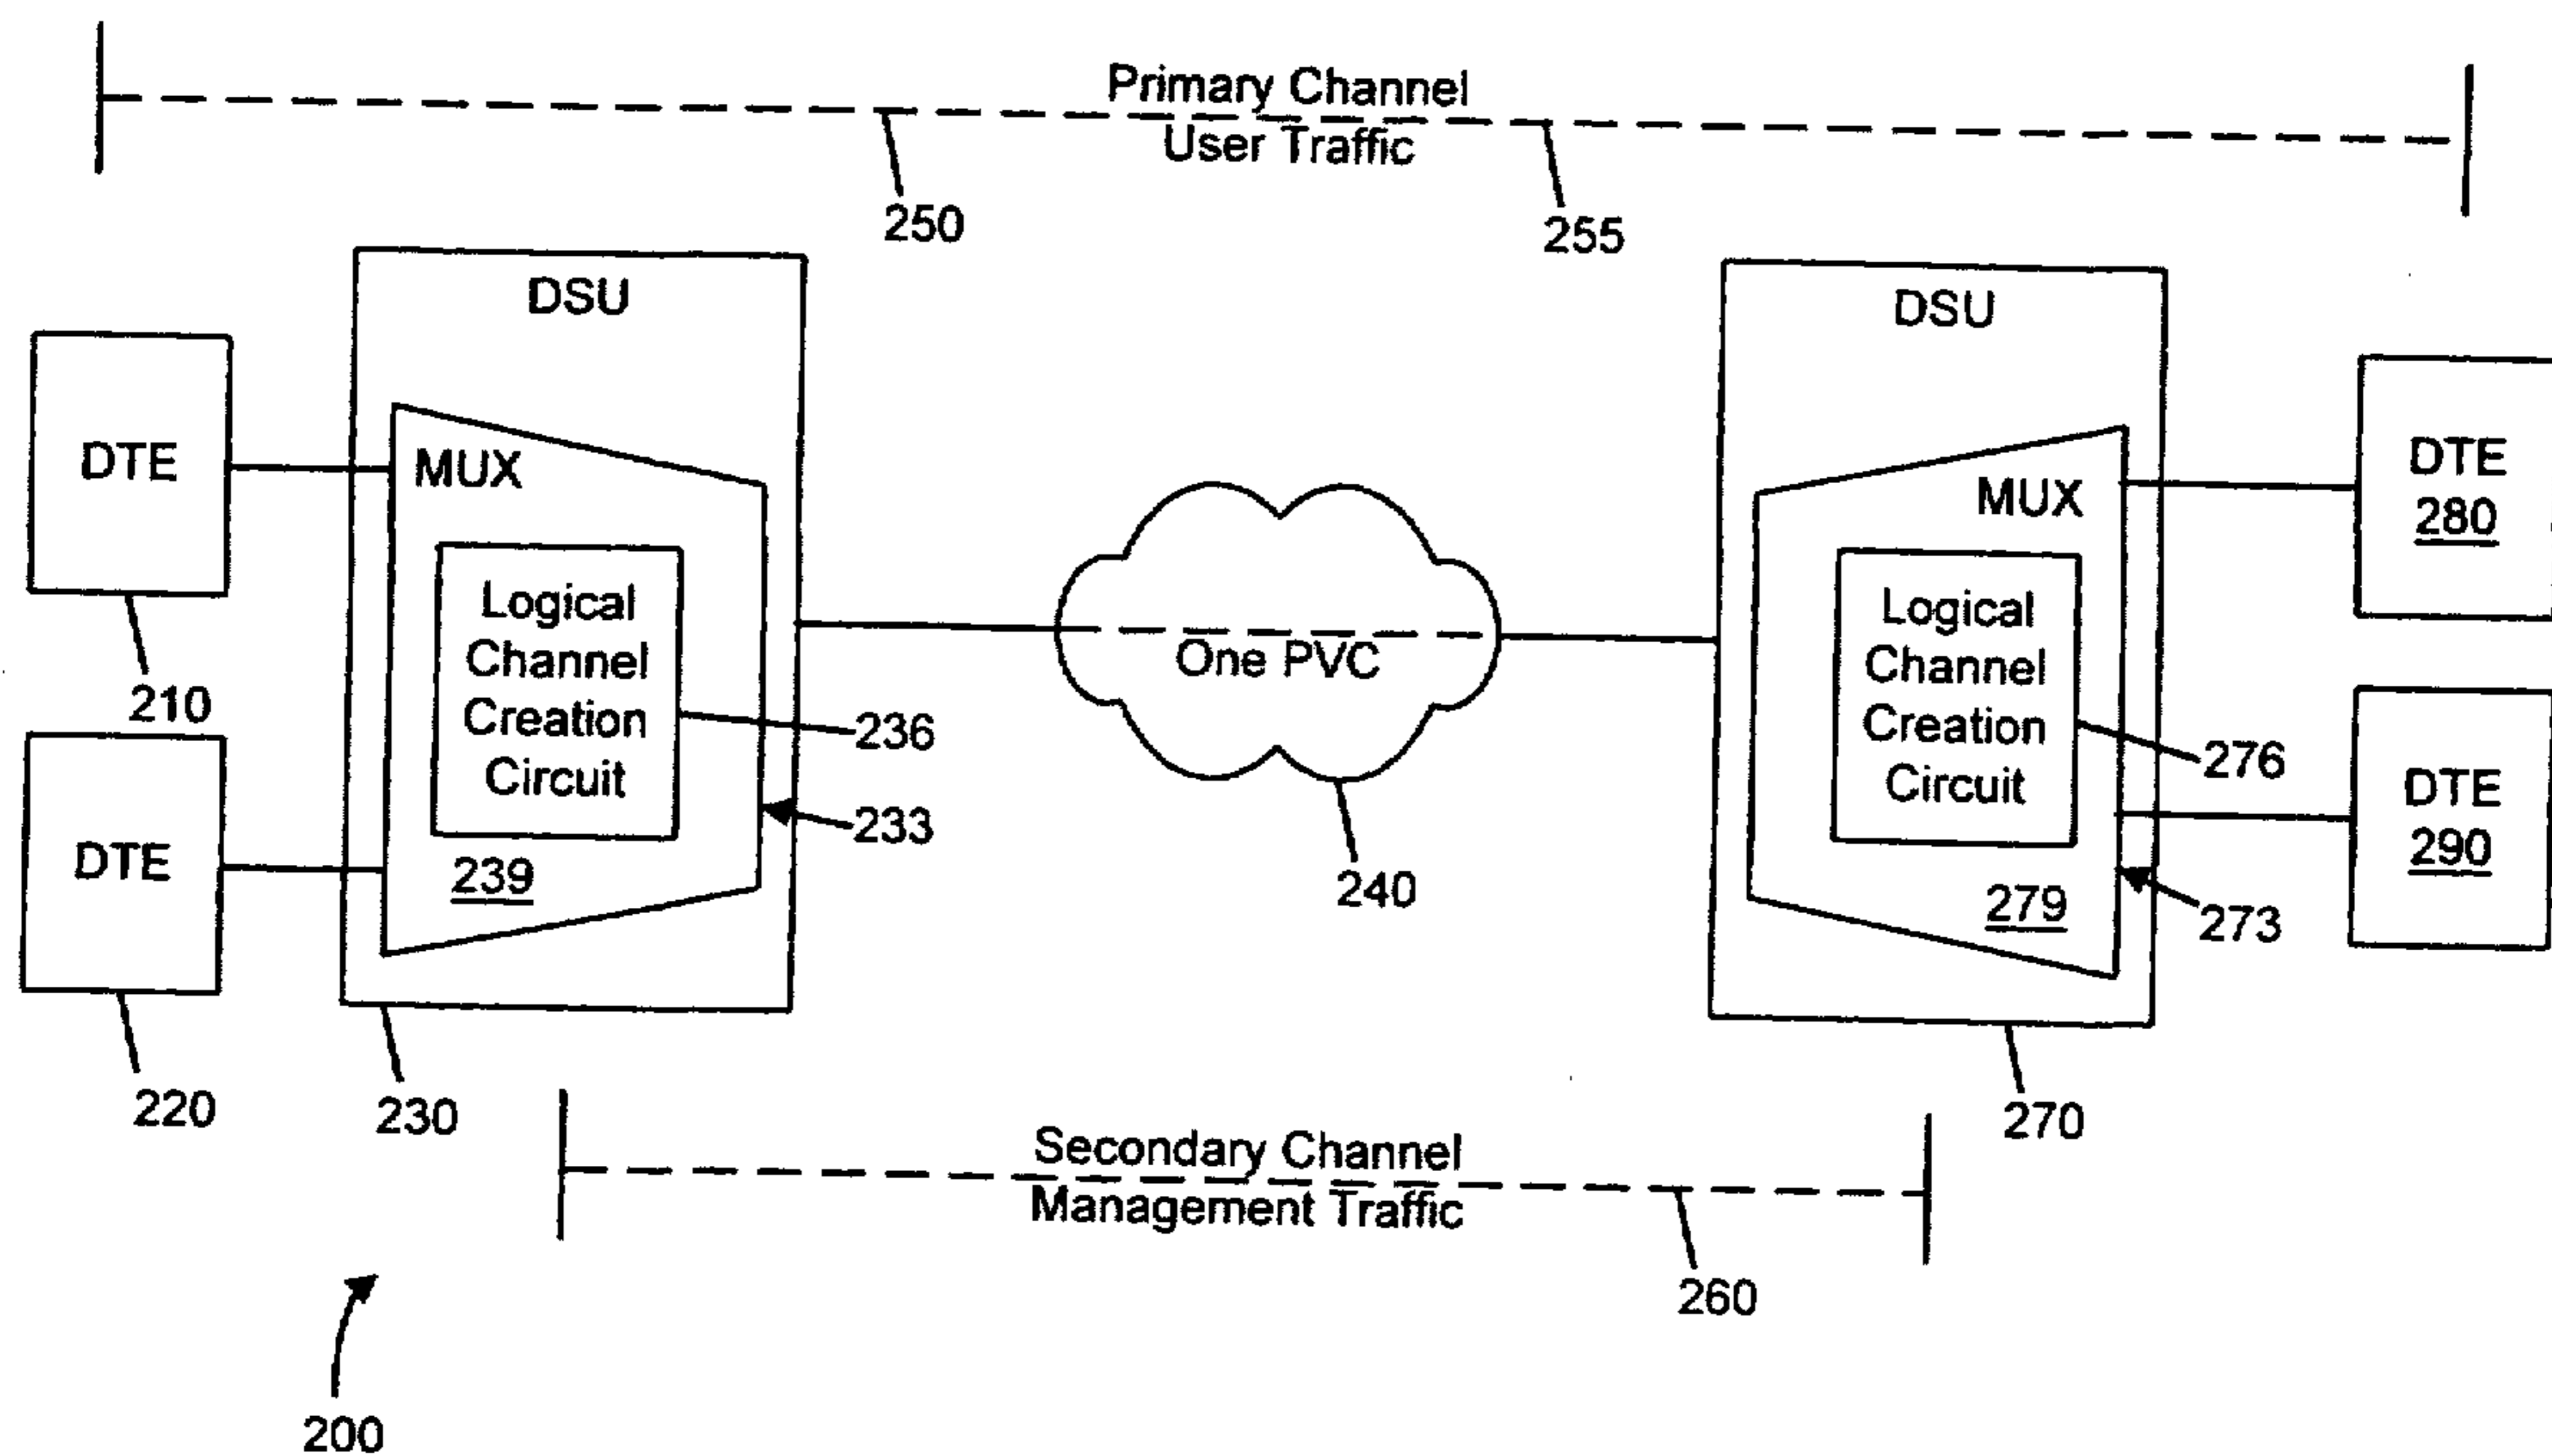 Primary Channel
User Traffic
250
255
DSU
DSU
DTE
210
MUX
Logical
Channel
Creation
Circuit
236
233
239
DTE
220
230
One PVC
240
MUX
Logical
Channel
Creation
Circuit
276
273
279
270
DTE
280
DTE
290
Secondary Channel
Management Traffic
260
200